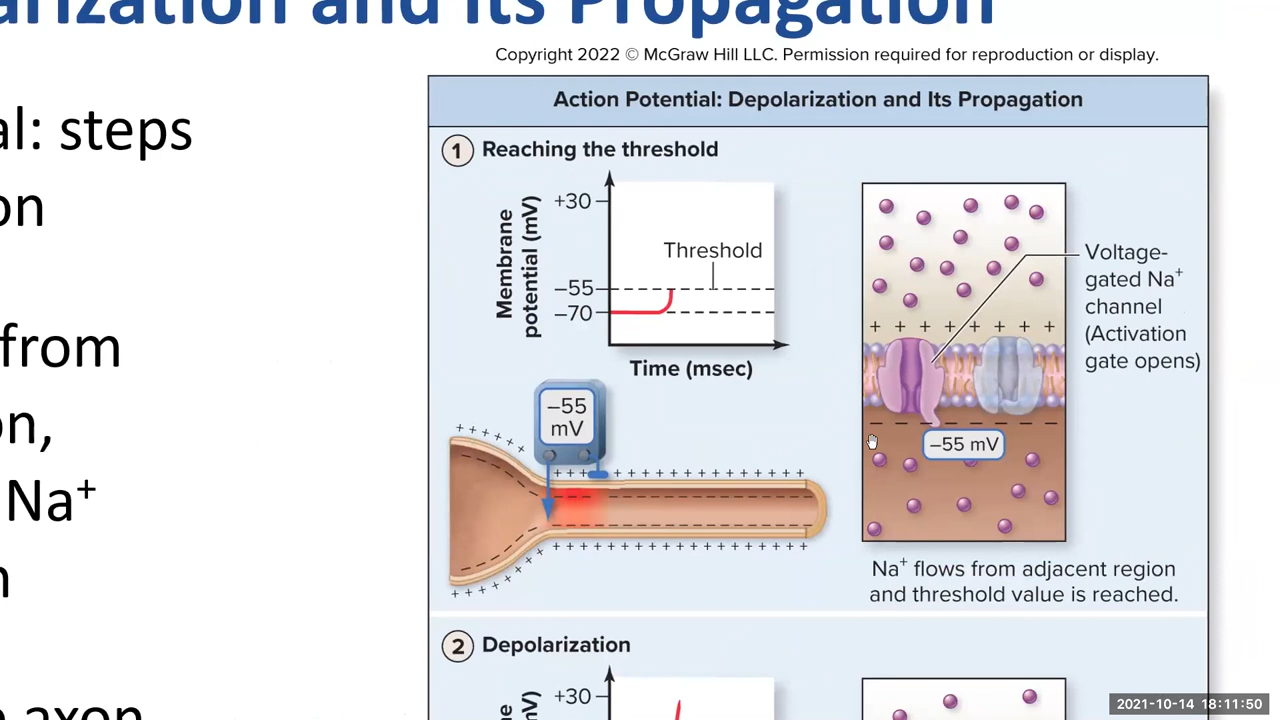 arization and its Propagation
Copyright 2022 © McGraw Hill LLC. Permission required for reproduction or display.
al: steps
on
from
on,
Na⁺
n
axon
Action Potential: Depolarization and Its Propagation
1 Reaching the threshold
Membrane
potential (mV)
+30
Threshold
–55
–70
Time (msec)
–55
mV
Voltage-
gated Na⁺
channel
(Activation
gate opens)
–55 mV
Na⁺ flows from adjacent region
and threshold value is reached.
2 Depolarization
+30
2021-10-14 18:11:50